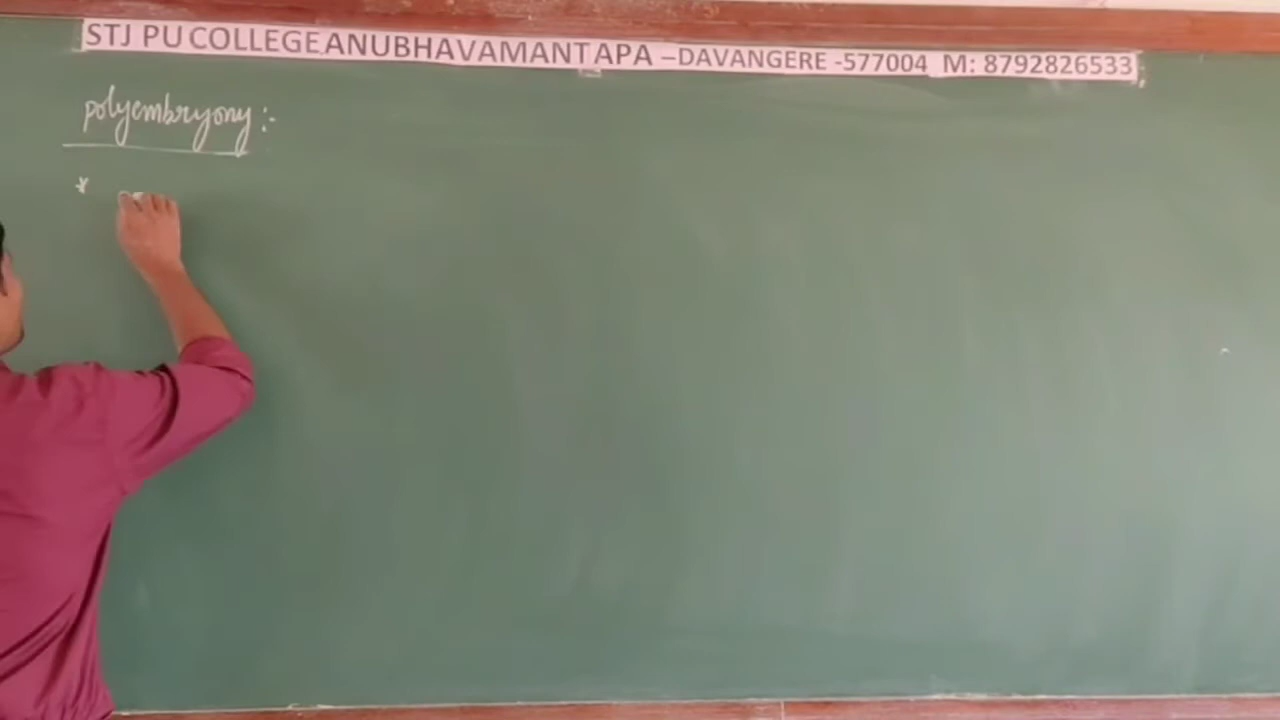 STJ PU COLLEGE ANUBHAVAMANTAPA –DAVANGERE -577004 M: 8792826533
polyembryony :-
*